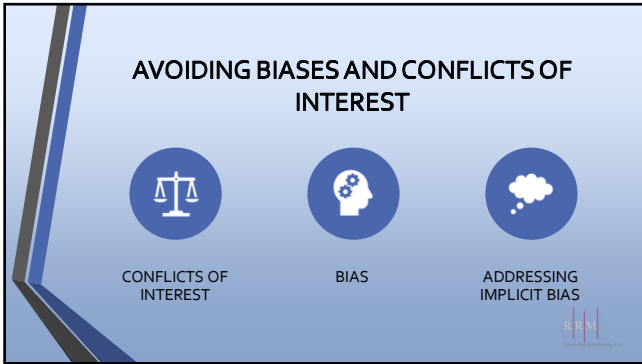 AVOIDING BIASES AND CONFLICTS OF
INTEREST
CONFLICTS OF
INTEREST
BIAS
ADDRESSING
IMPLICIT BIAS
RRM